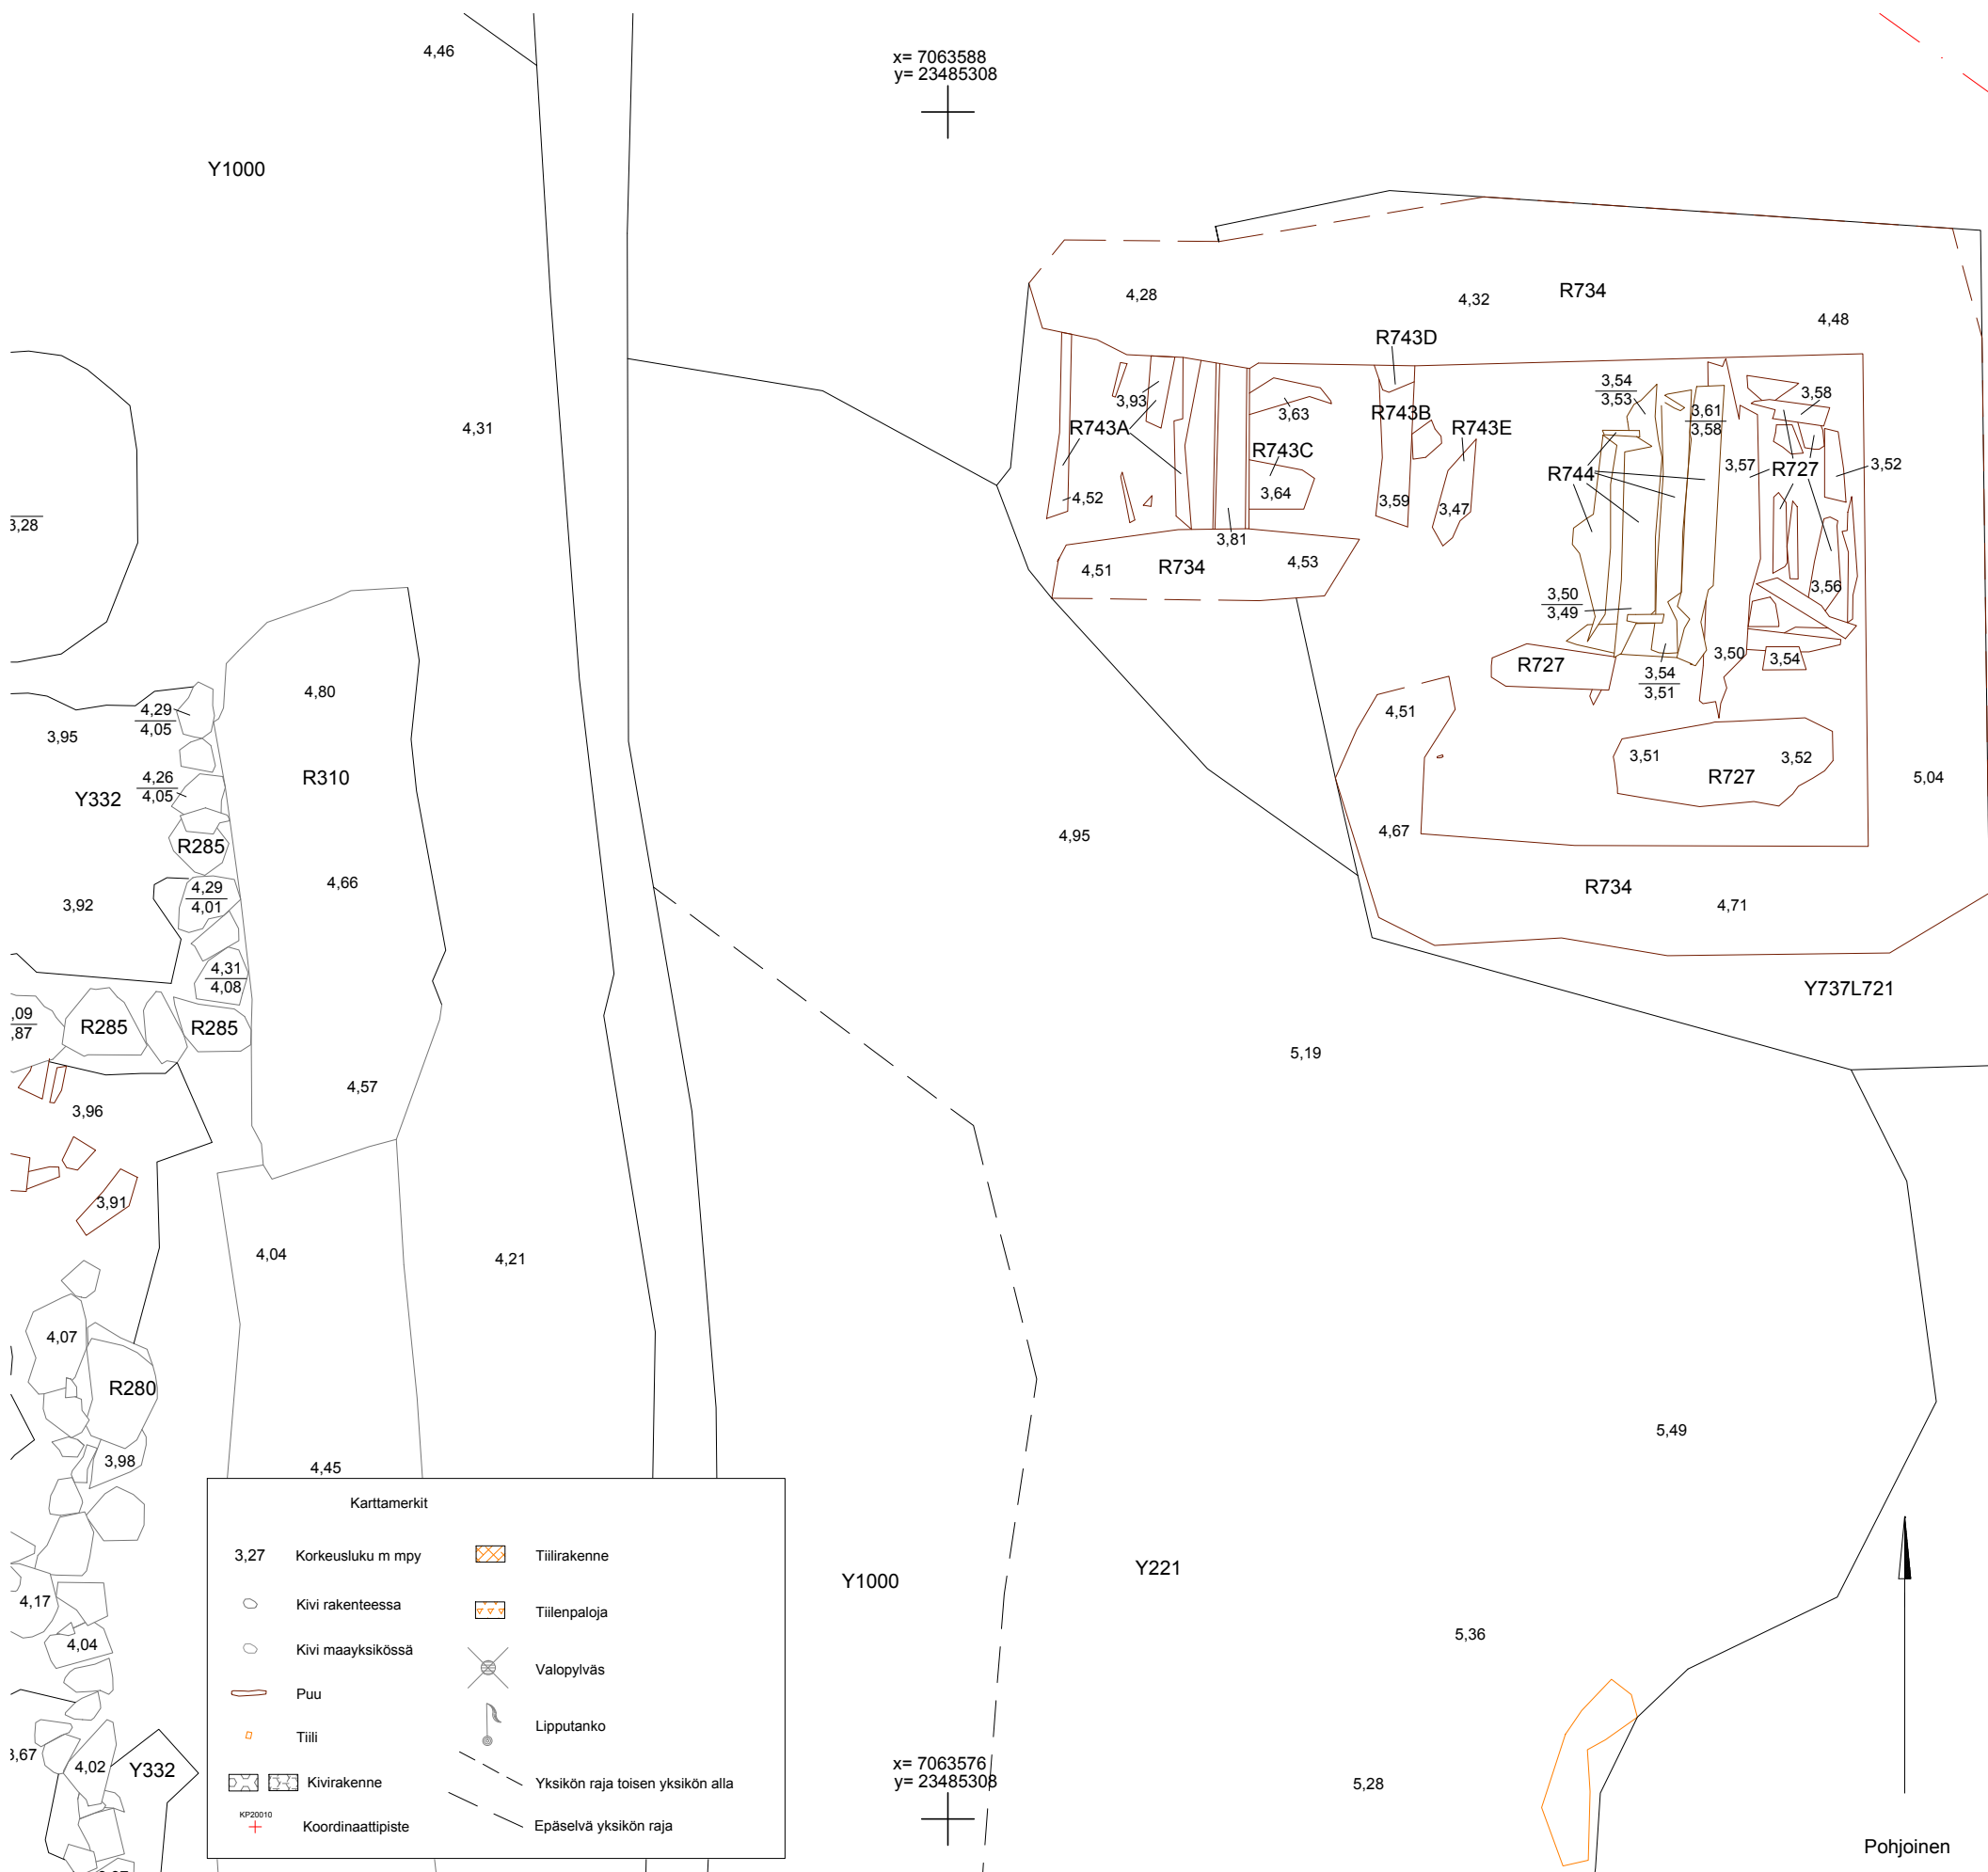 4,46
x= 7063588
y= 23485308
Y1000
4,28
4,32
R734
4,48
R743D
3,54
3,53
3,58
3,93
3,63
R743B
3,61
3,58
4,31
R743A
R743E
R743C
3,57
R727
3,52
R744
3,64
4,52
3,59
3,47
3,28
3,81
4,51
R734
4,53
3,56
3,50
3,49
3,50
3,54
R727
3,54
3,51
4,80
4,29
4,05
4,51
3,95
3,51
3,52
R727
R310
5,04
4,26
4,05
Y332
4,95
4,67
R285
4,66
4,29
4,01
R734
3,92
4,71
4,31
4,08
Y737L721
,09
,87
R285
R285
5,19
4,57
3,96
3,91
4,04
4,21
4,07
R280
5,49
3,98
4,45
Karttamerkit
3,27 Korkeusluku m mpy
Tiilirakenne
Kivi rakenteessa
Tiilenpaloja
Kivi maayksikössä
Valopylväs
Puu
Lipputanko
Tiili
Kivirakenne
Yksikön raja toisen yksikön alla
KP20010
Koordinaattipiste
Epäselvä yksikön raja
Y1000
Y221
4,17
4,04
5,36
,67
4,02
Y332
x= 7063576
y= 23485308
5,28
Pohjoinen